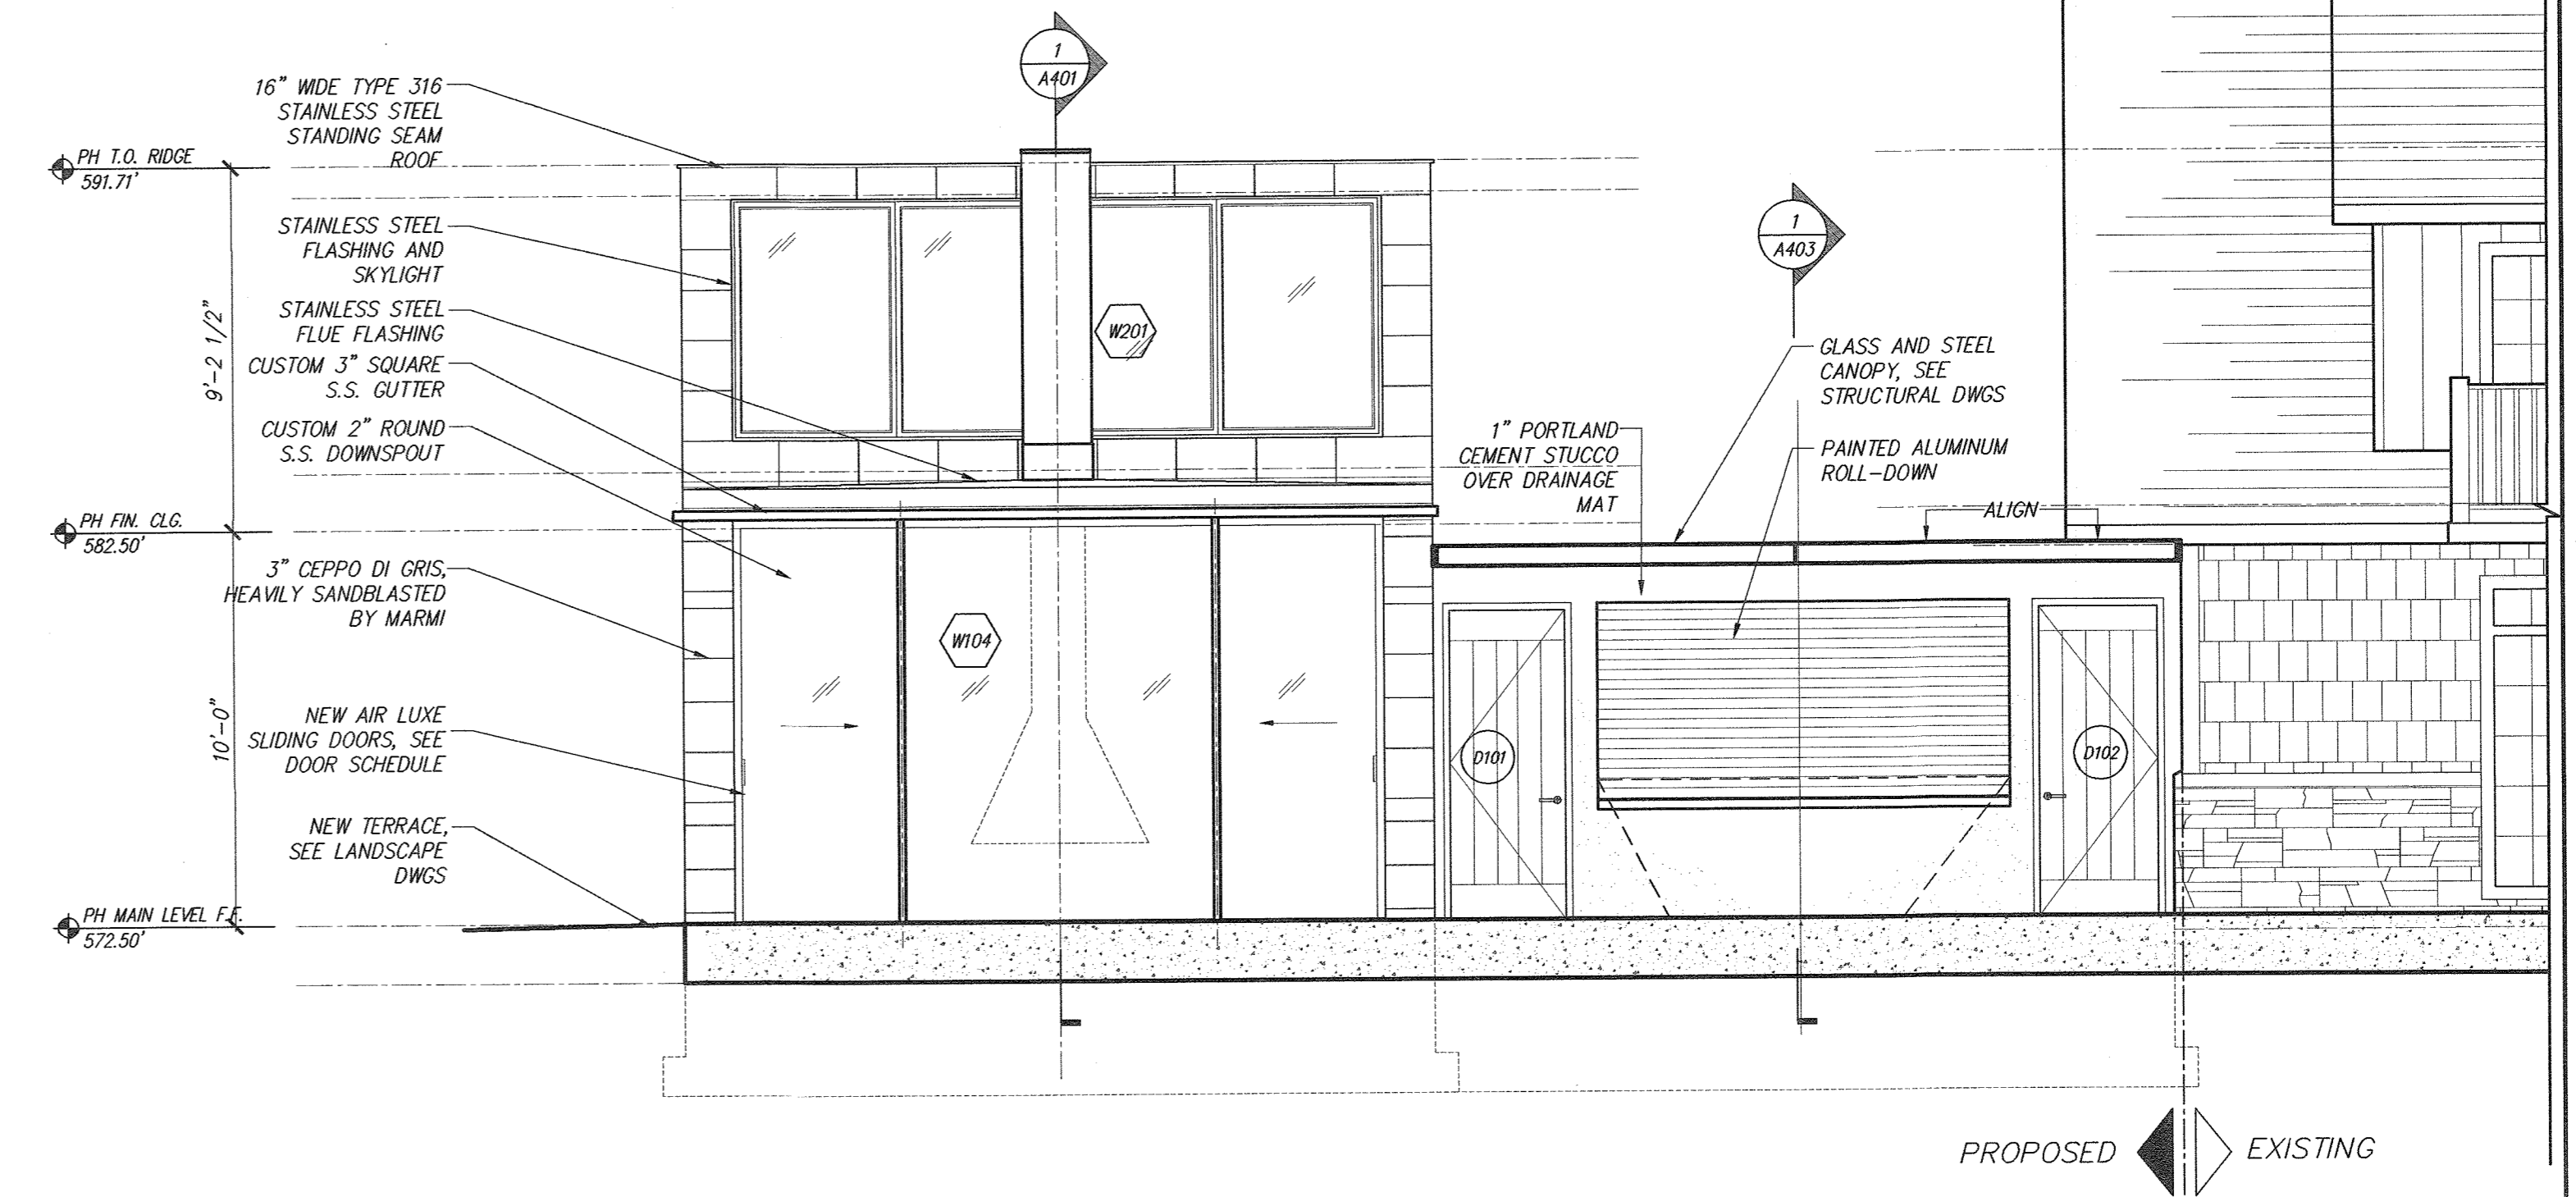 1
A401
16" WIDE TYPE 316
STAINLESS STEEL
STANDING SEAM
ROOF
PH T.O. RIDGE
591.71'
STAINLESS STEEL
FLASHING AND
SKYLIGHT
STAINLESS STEEL
FLUE FLASHING
CUSTOM 3" SQUARE
S.S. GUTTER
CUSTOM 2" ROUND
S.S. DOWNSPOUT
9'-2 1/2"
PH FIN. CLG.
582.50'
3" CEPPO DI GRIS,
HEAVILY SANDBLASTED
BY MARMI
10'-0"
NEW AIR LUXE
SLIDING DOORS, SEE
DOOR SCHEDULE
NEW TERRACE,
SEE LANDSCAPE
DWGS
PH MAIN LEVEL F.F.
572.50'
W201
W104
1
A403
GLASS AND STEEL
CANOPY, SEE
STRUCTURAL DWGS
1" PORTLAND
CEMENT STUCCO
OVER DRAINAGE
MAT
PAINTED ALUMINUM
ROLL-DOWN
ALIGN
D101
D102
PROPOSED
EXISTING